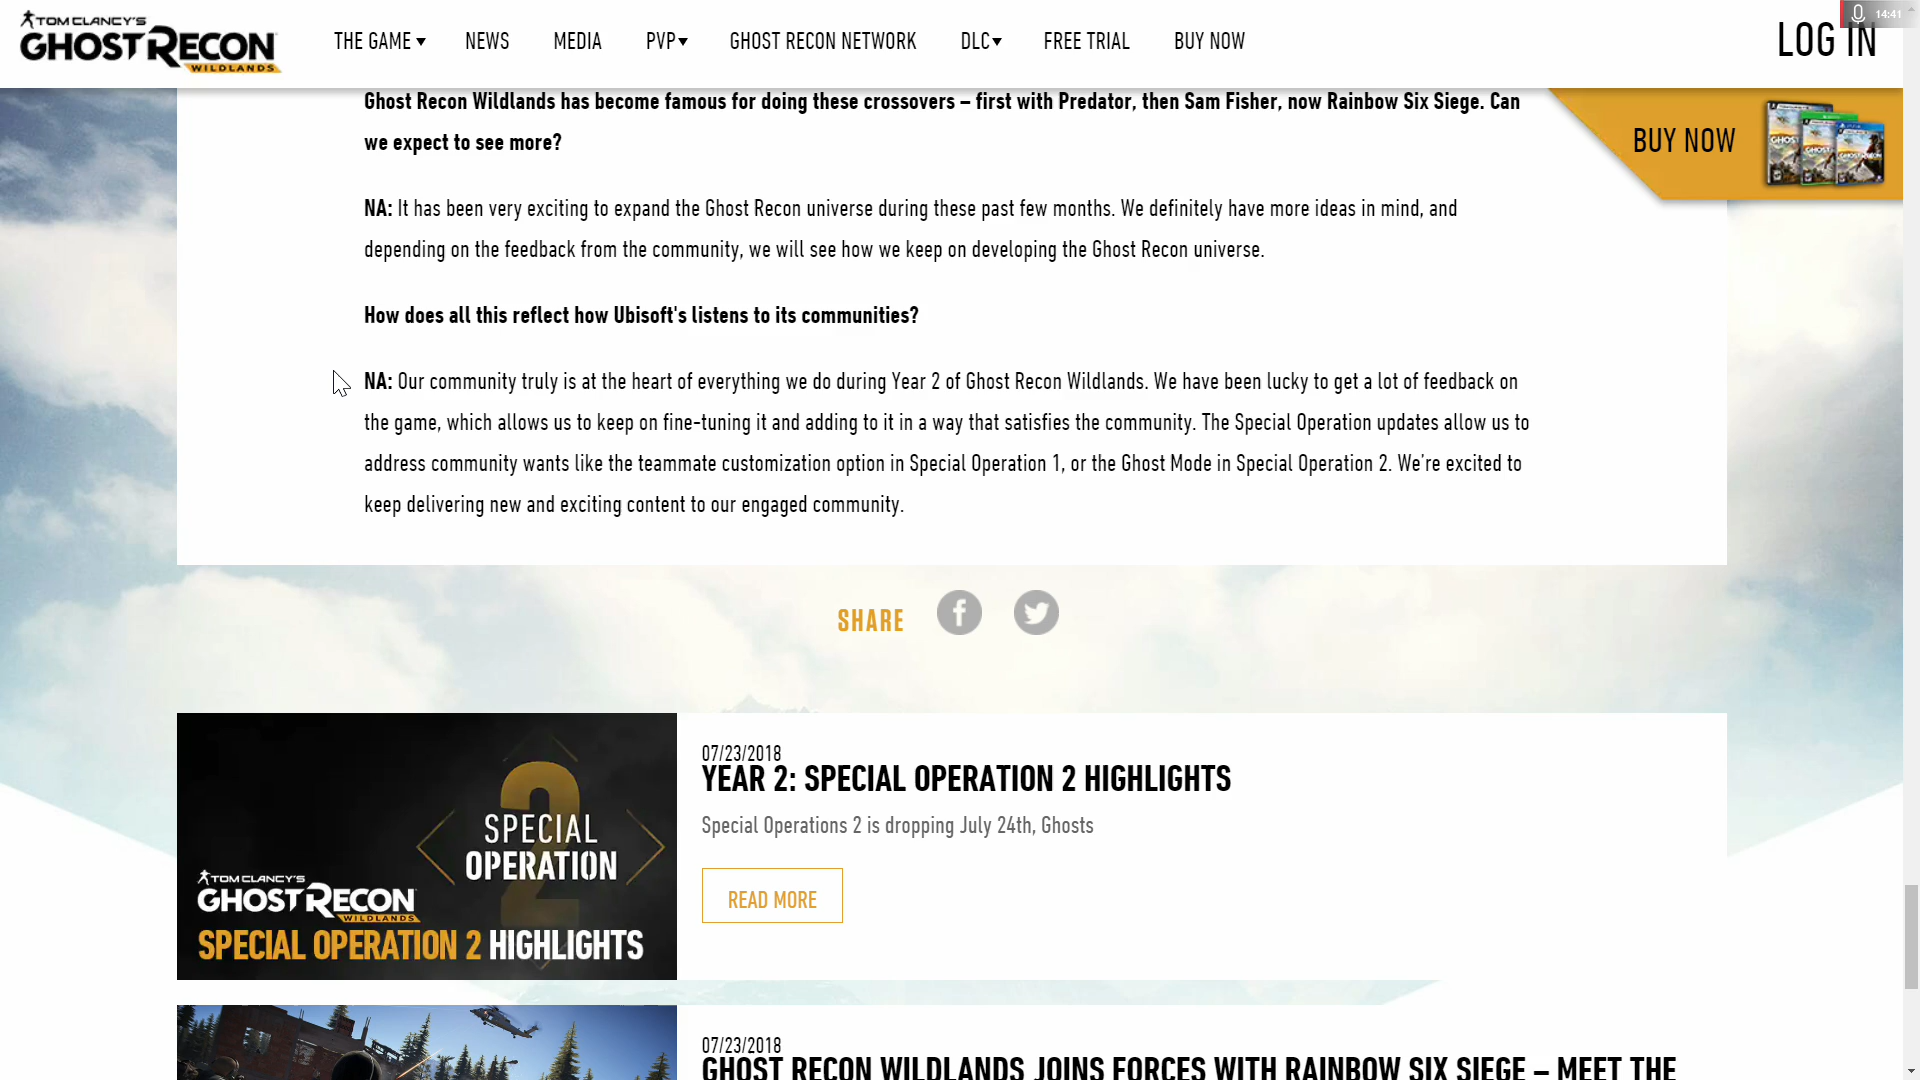 TOM CLANCY'S
GHOST RECON
WILDLANDS
THE GAME NEWS MEDIA PVP GHOST RECON NETWORK DLC FREE TRIAL BUY NOW
LOG IN
14:41
BUY NOW
Ghost Recon Wildlands has become famous for doing these crossovers – first with Predator, then Sam Fisher, now Rainbow Six Siege. Can
we expect to see more?
NA: It has been very exciting to expand the Ghost Recon universe during these past few months. We definitely have more ideas in mind, and
depending on the feedback from the community, we will see how we keep on developing the Ghost Recon universe.
How does all this reflect how Ubisoft's listens to its communities?
NA: Our community truly is at the heart of everything we do during Year 2 of Ghost Recon Wildlands. We have been lucky to get a lot of feedback on
the game, which allows us to keep on fine-tuning it and adding to it in a way that satisfies the community. The Special Operation updates allow us to
address community wants like the teammate customization option in Special Operation 1, or the Ghost Mode in Special Operation 2. We're excited to
keep delivering new and exciting content to our engaged community.
SHARE
2
SPECIAL
OPERATION
TOM CLANCY'S
GHOST RECON
WILDLANDS
SPECIAL OPERATION 2 HIGHLIGHTS
07/23/2018
YEAR 2: SPECIAL OPERATION 2 HIGHLIGHTS
Special Operations 2 is dropping July 24th, Ghosts
READ MORE
07/23/2018
GHOST RECON WILDLANDS JOINS FORCES WITH RAINBOW SIX SIEGE – MEET THE